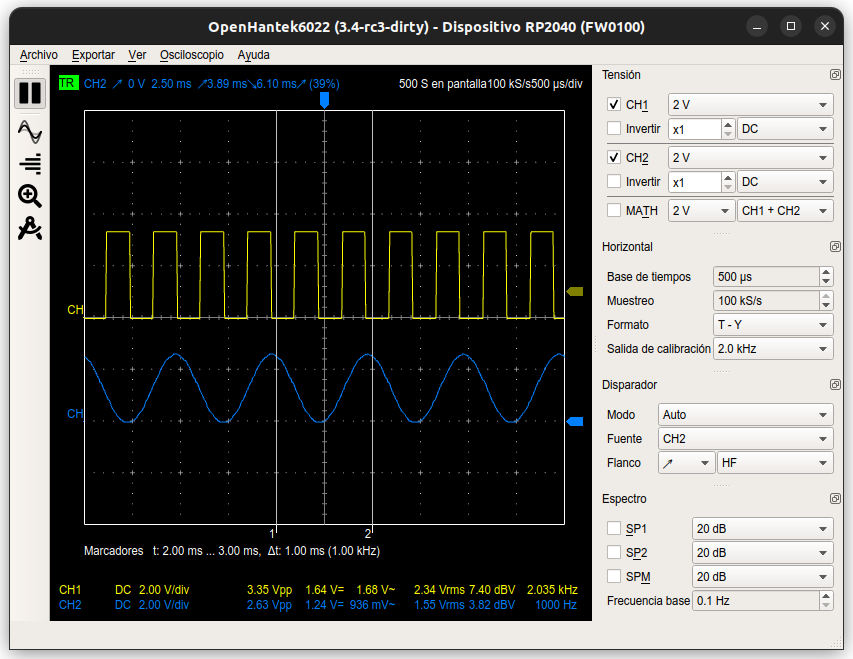 OpenHantek6022 (3.4-rc3-dirty) - Dispositivo RP2040 (FW0100)
Archivo Exportar Ver Osciloscopio Ayuda
TR CH2 ↗ 0 V 2.50 ms ↗3.89 ms↘6.10 ms↗ (39%) 500 S en pantalla100 kS/s500 µs/div
CH
CH
1 2
Marcadores t: 2.00 ms ... 3.00 ms, Δt: 1.00 ms (1.00 kHz)
CH1 DC 2.00 V/div 3.35 Vpp 1.64 V= 1.68 V~ 2.34 Vrms 7.40 dBV 2.035 kHz
CH2 DC 2.00 V/div 2.63 Vpp 1.24 V= 936 mV~ 1.55 Vrms 3.82 dBV 1000 Hz
Tensión
CH1 2 V
Invertir x1 DC
CH2 2 V
Invertir x1 DC
MATH 2 V CH1 + CH2
Horizontal
Base de tiempos 500 µs
Muestreo 100 kS/s
Formato T - Y
Salida de calibración 2.0 kHz
Disparador
Modo Auto
Fuente CH2
Flanco ↗ HF
Espectro
SP1 20 dB
SP2 20 dB
SPM 20 dB
Frecuencia base 0.1 Hz